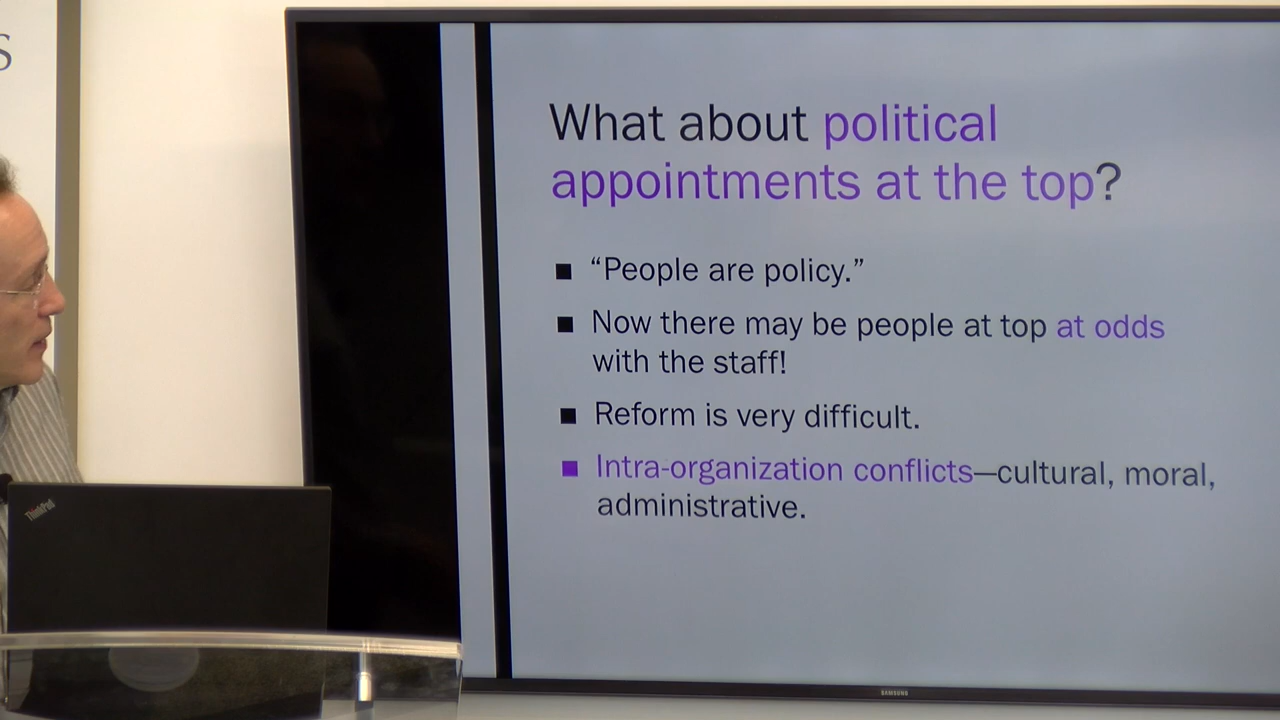 S
What about political
appointments at the top?
■ “People are policy.”
■ Now there may be people at top at odds
with the staff!
■ Reform is very difficult.
■ Intra-organization conflicts—cultural, moral,
administrative.
ThinkPad
SAMSUNG